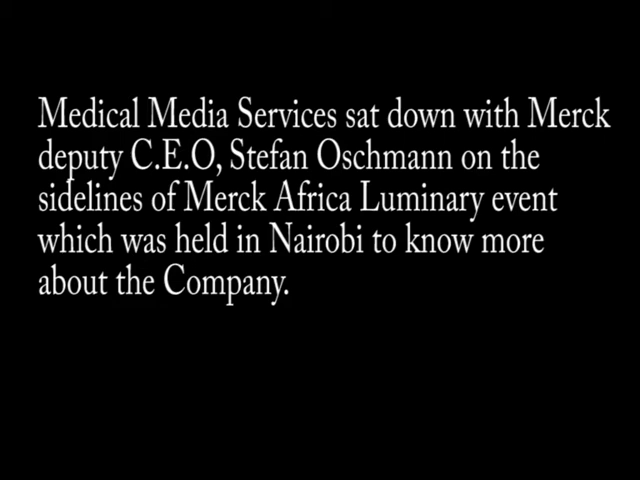 Medical Media Services sat down with Merck
deputy C.E.O, Stefan Oschmann on the
sidelines of Merck Africa Luminary event
which was held in Nairobi to know more
about the Company.